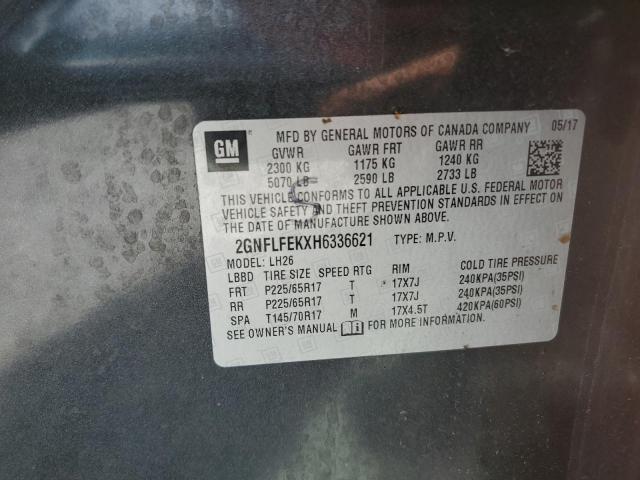 GM
MFD BY GENERAL MOTORS OF CANADA COMPANY 05/17
GVWR GAWR FRT GAWR RR
2300 KG 1175 KG 1240 KG
5070 LB 2590 LB 2733 LB
THIS VEHICLE CONFORMS TO ALL APPLICABLE U.S. FEDERAL MOTOR
VEHICLE SAFETY AND THEFT PREVENTION STANDARDS IN EFFECT ON
THE DATE OF MANUFACTURE SHOWN ABOVE.
2GNFLFEKXH6336621 TYPE: M.P.V.
MODEL: LH26
LBBD TIRE SIZE SPEED RTG RIM COLD TIRE PRESSURE
FRT P225/65R17 T 17X7J 240KPA(35PSI)
RR P225/65R17 T 17X7J 240KPA(35PSI)
SPA T145/70R17 M 17X4.5T 420KPA(60PSI)
SEE OWNER'S MANUAL FOR MORE INFORMATION.